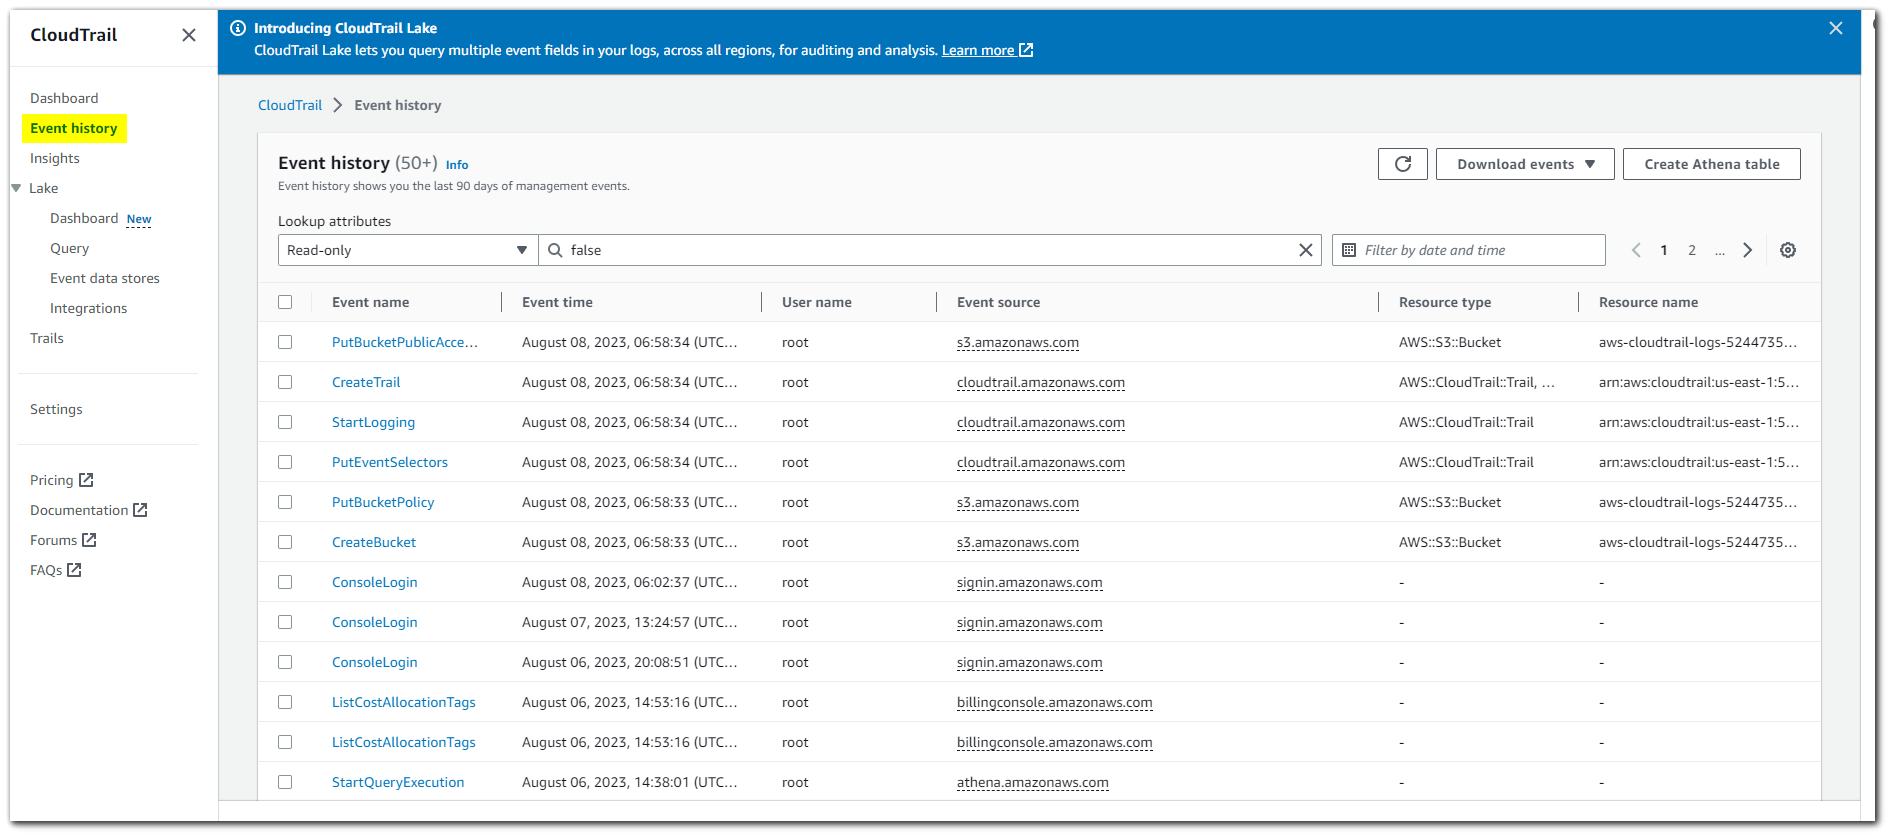 CloudTrail
Introducing CloudTrail Lake
CloudTrail Lake lets you query multiple event fields in your logs, across all regions, for auditing and analysis. Learn more
Dashboard
Event history
Insights
Lake
Dashboard New
Query
Event data stores
Integrations
Trails
Settings
Pricing
Documentation
Forums
FAQs
CloudTrail > Event history
Event history (50+) Info
Event history shows you the last 90 days of management events.
Download events
Create Athena table
Lookup attributes
Read-only
false
Filter by date and time
1 2 ...
Event name Event time User name Event source Resource type Resource name
PutBucketPublicAcce... August 08, 2023, 06:58:34 (UTC... root s3.amazonaws.com AWS::S3::Bucket aws-cloudtrail-logs-5244735...
CreateTrail August 08, 2023, 06:58:34 (UTC... root cloudtrail.amazonaws.com AWS::CloudTrail::Trail, ... arn:aws:cloudtrail:us-east-1:5...
StartLogging August 08, 2023, 06:58:34 (UTC... root cloudtrail.amazonaws.com AWS::CloudTrail::Trail arn:aws:cloudtrail:us-east-1:5...
PutEventSelectors August 08, 2023, 06:58:34 (UTC... root cloudtrail.amazonaws.com AWS::CloudTrail::Trail arn:aws:cloudtrail:us-east-1:5...
PutBucketPolicy August 08, 2023, 06:58:33 (UTC... root s3.amazonaws.com AWS::S3::Bucket aws-cloudtrail-logs-5244735...
CreateBucket August 08, 2023, 06:58:33 (UTC... root s3.amazonaws.com AWS::S3::Bucket aws-cloudtrail-logs-5244735...
ConsoleLogin August 08, 2023, 06:02:37 (UTC... root signin.amazonaws.com - -
ConsoleLogin August 07, 2023, 13:24:57 (UTC... root signin.amazonaws.com - -
ConsoleLogin August 06, 2023, 20:08:51 (UTC... root signin.amazonaws.com - -
ListCostAllocationTags August 06, 2023, 14:53:16 (UTC... root billingconsole.amazonaws.com - -
ListCostAllocationTags August 06, 2023, 14:53:16 (UTC... root billingconsole.amazonaws.com - -
StartQueryExecution August 06, 2023, 14:38:01 (UTC... root athena.amazonaws.com - -